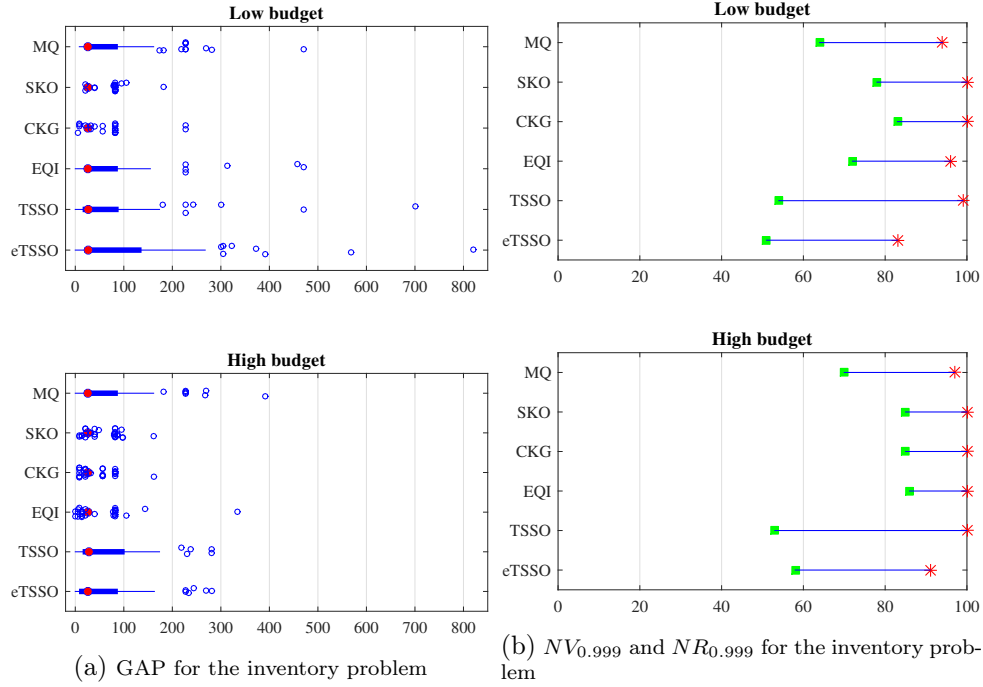 Low budget
MQ
SKO
CKG
EQI
TSSO
eTSSO
0 100 200 300 400 500 600 700 800
High budget
MQ
SKO
CKG
EQI
TSSO
eTSSO
0 100 200 300 400 500 600 700 800
(a) GAP for the inventory problem
Low budget
MQ
SKO
CKG
EQI
TSSO
eTSSO
0 20 40 60 80 100
High budget
MQ
SKO
CKG
EQI
TSSO
eTSSO
0 20 40 60 80 100
(b) NV0.999 and NR0.999 for the inventory prob-
lem